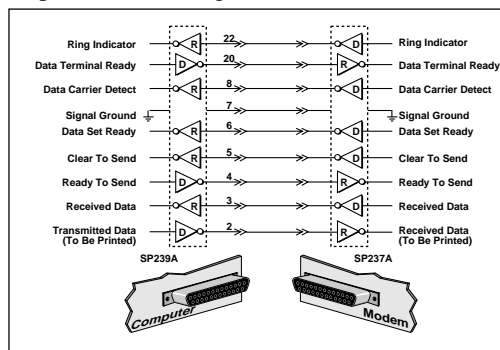 Ring Indicator R 22 D Ring Indicator
Data Terminal Ready D 20 R Data Terminal Ready
Data Carrier Detect R 8 D Data Carrier Detect
Signal Ground 7 Signal Ground
Data Set Ready R 6 D Data Set Ready
Clear To Send R 5 D Clear To Send
Ready To Send D 4 R Ready To Send
Received Data R 3 D Received Data
Transmitted Data D 2 R Received Data
(To Be Printed) (To Be Printed)
SP239A SP237A
Computer Modem